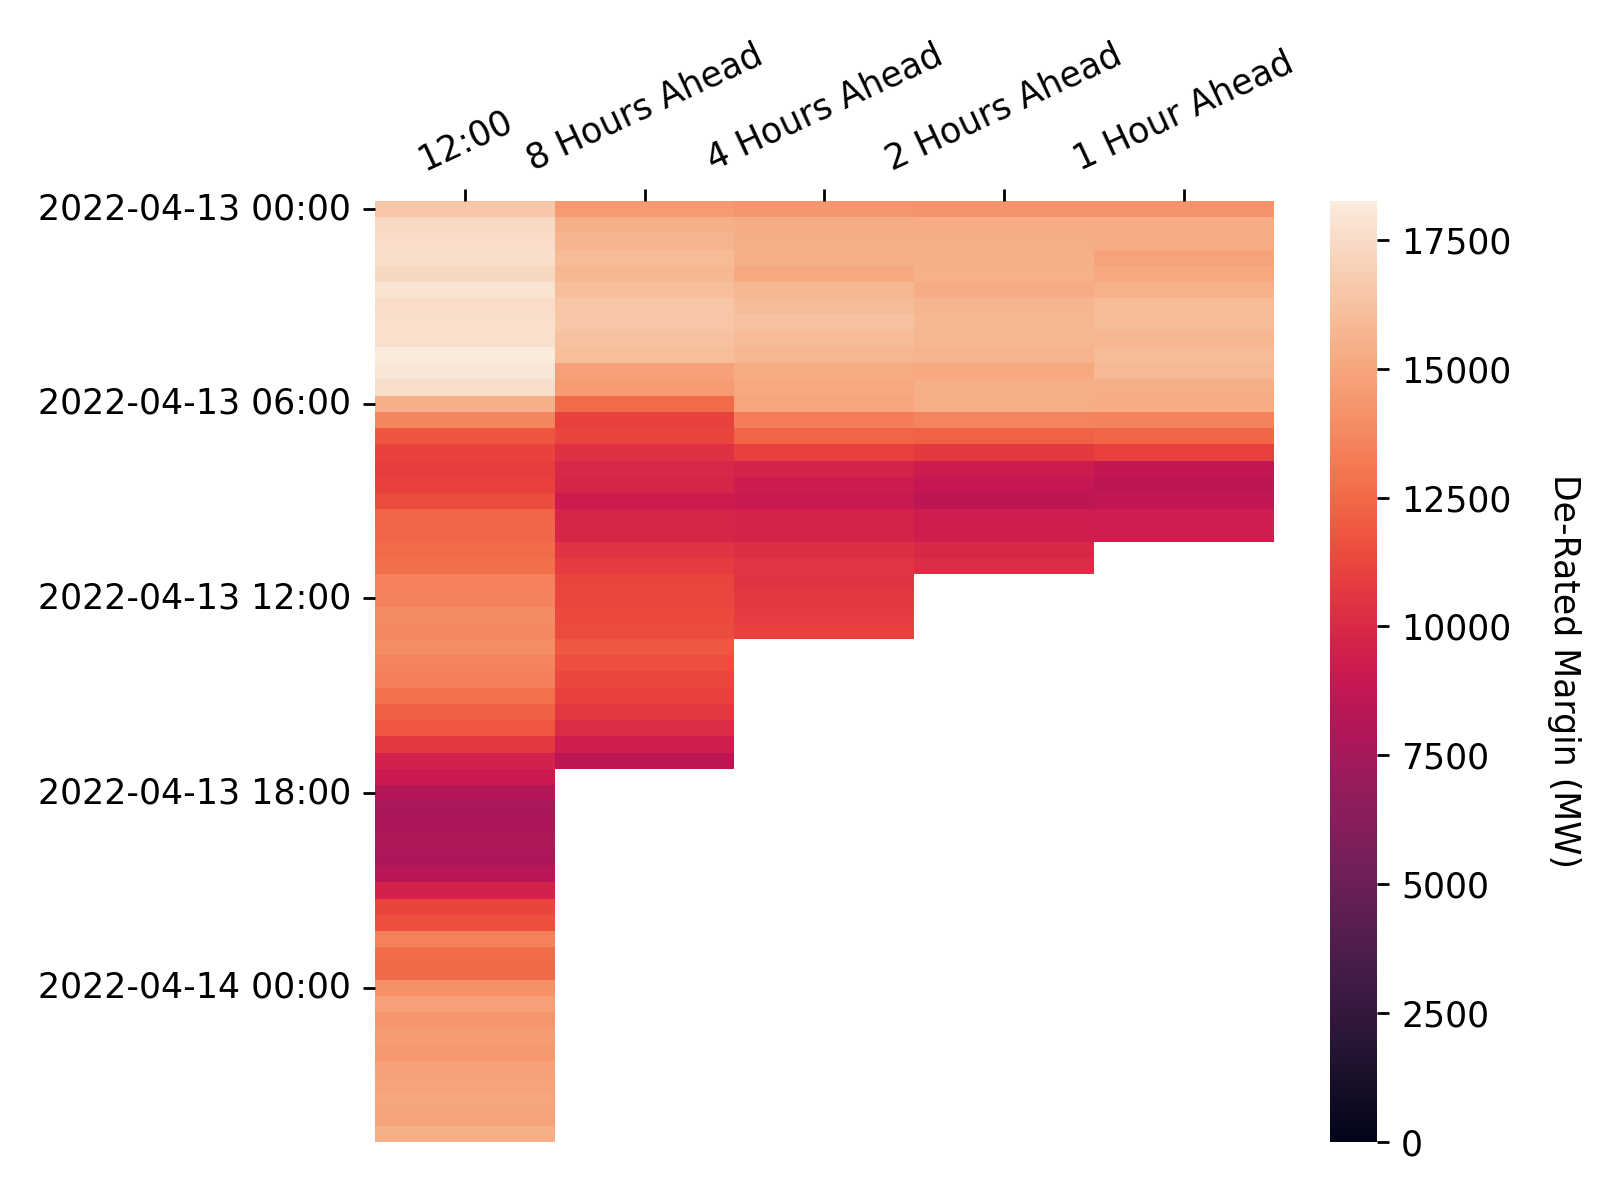 12:00
8 Hours Ahead
4 Hours Ahead
2 Hours Ahead
1 Hour Ahead
2022-04-13 00:00
2022-04-13 06:00
2022-04-13 12:00
2022-04-13 18:00
2022-04-14 00:00
17500
15000
12500
10000
7500
5000
2500
0
De-Rated Margin (MW)